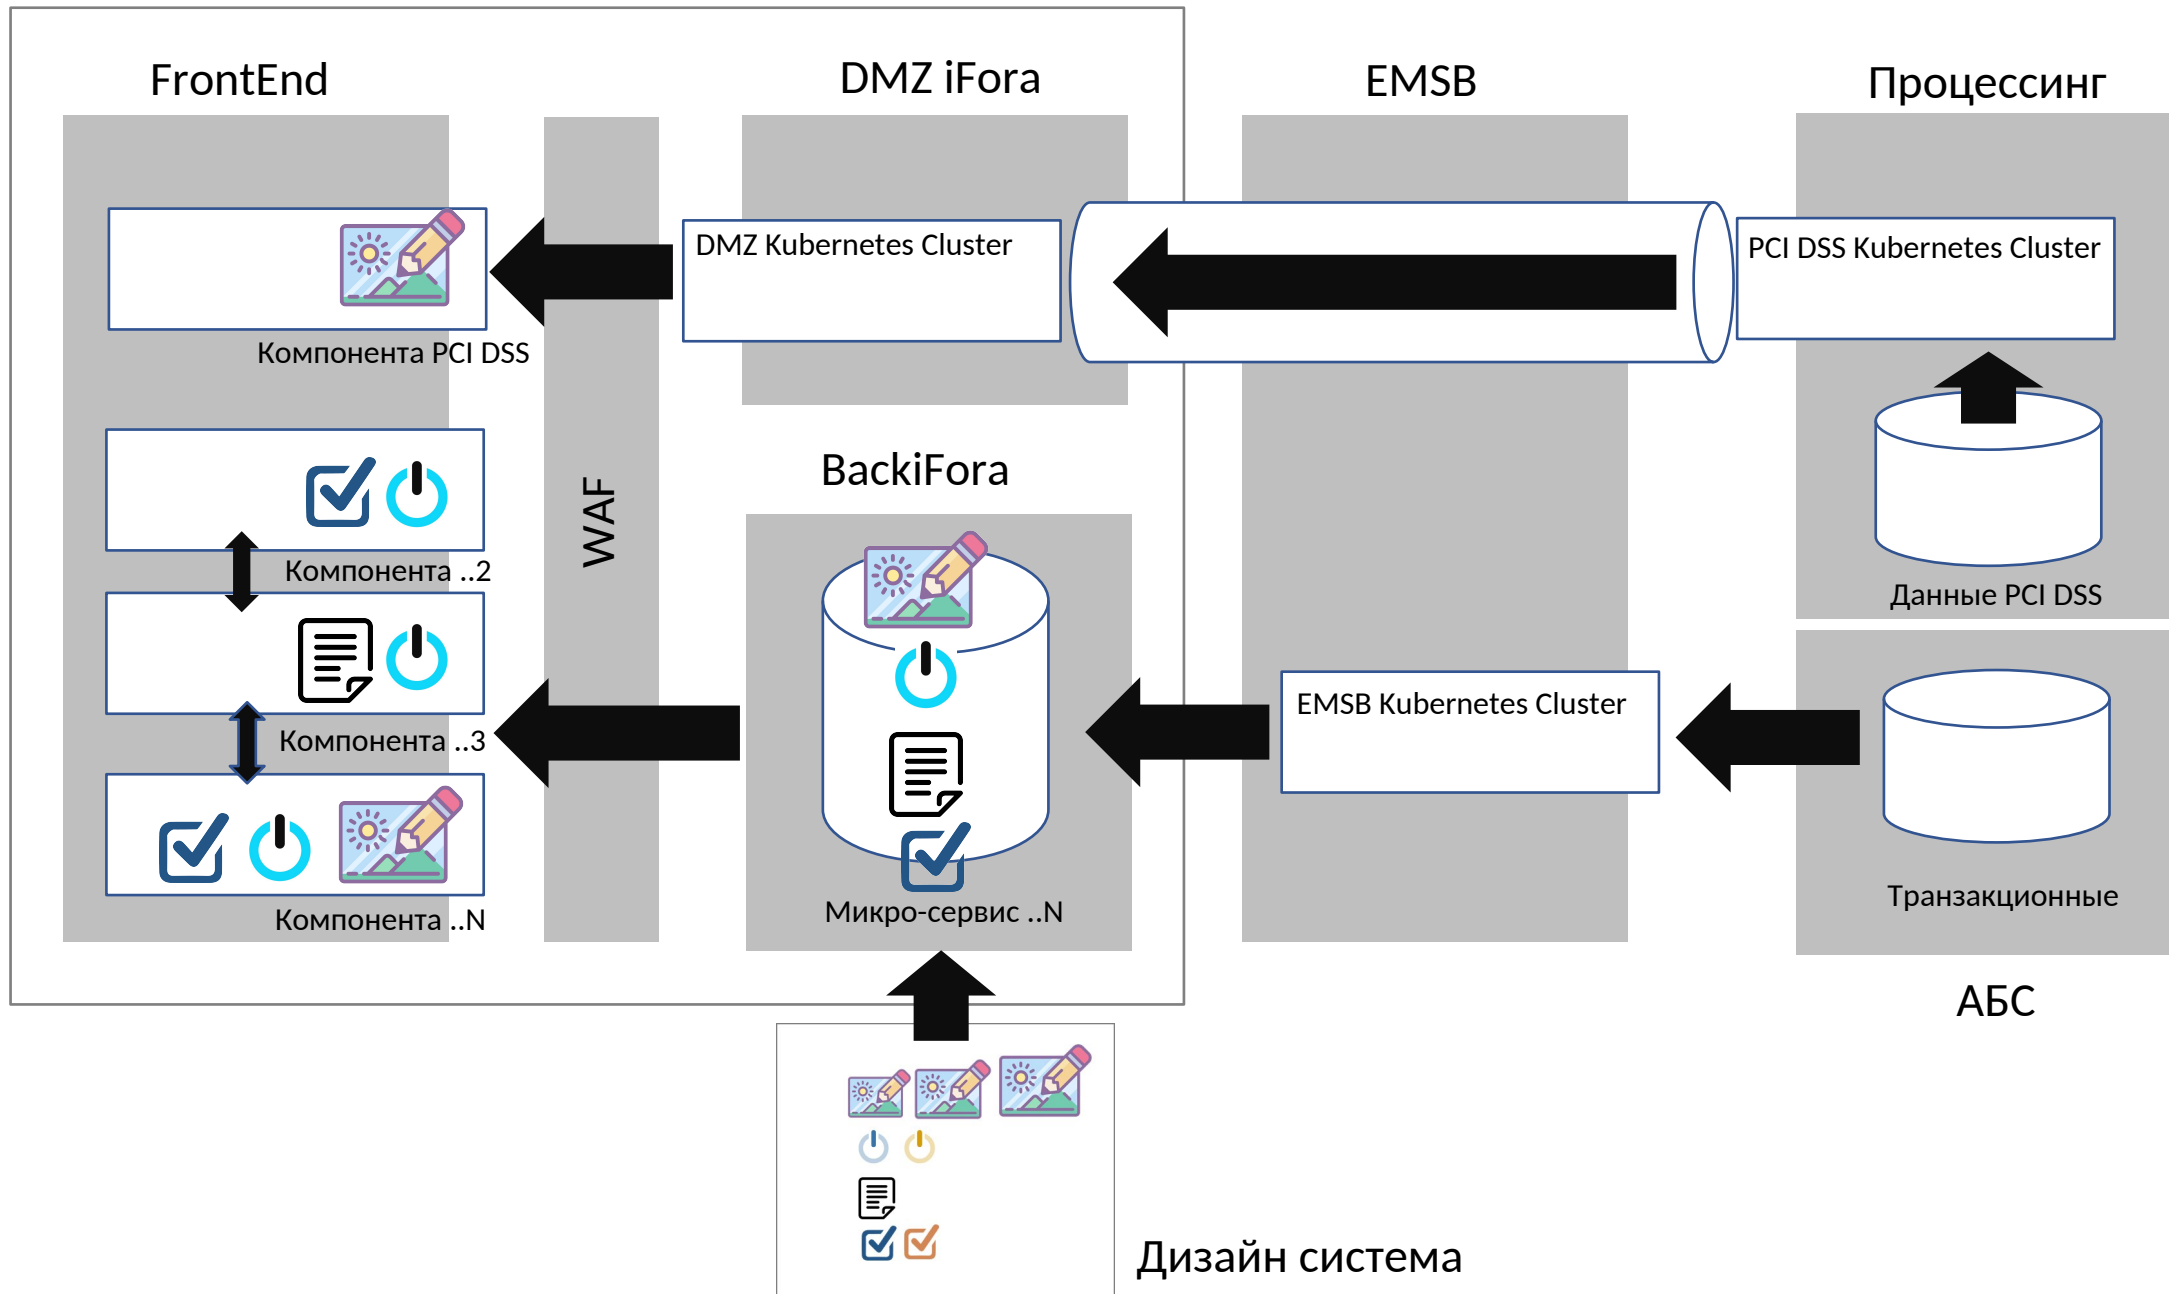 FrontEnd
DMZ iFora
EMSB
Процессинг
DMZ Kubernetes Cluster
PCI DSS Kubernetes Cluster
Компонента PCI DSS
BackiFora
WAF
Компонента ..2
Данные PCI DSS
EMSB Kubernetes Cluster
Компонента ..3
Транзакционные
Микро-сервис ..N
Компонента ..N
АБС
Дизайн система